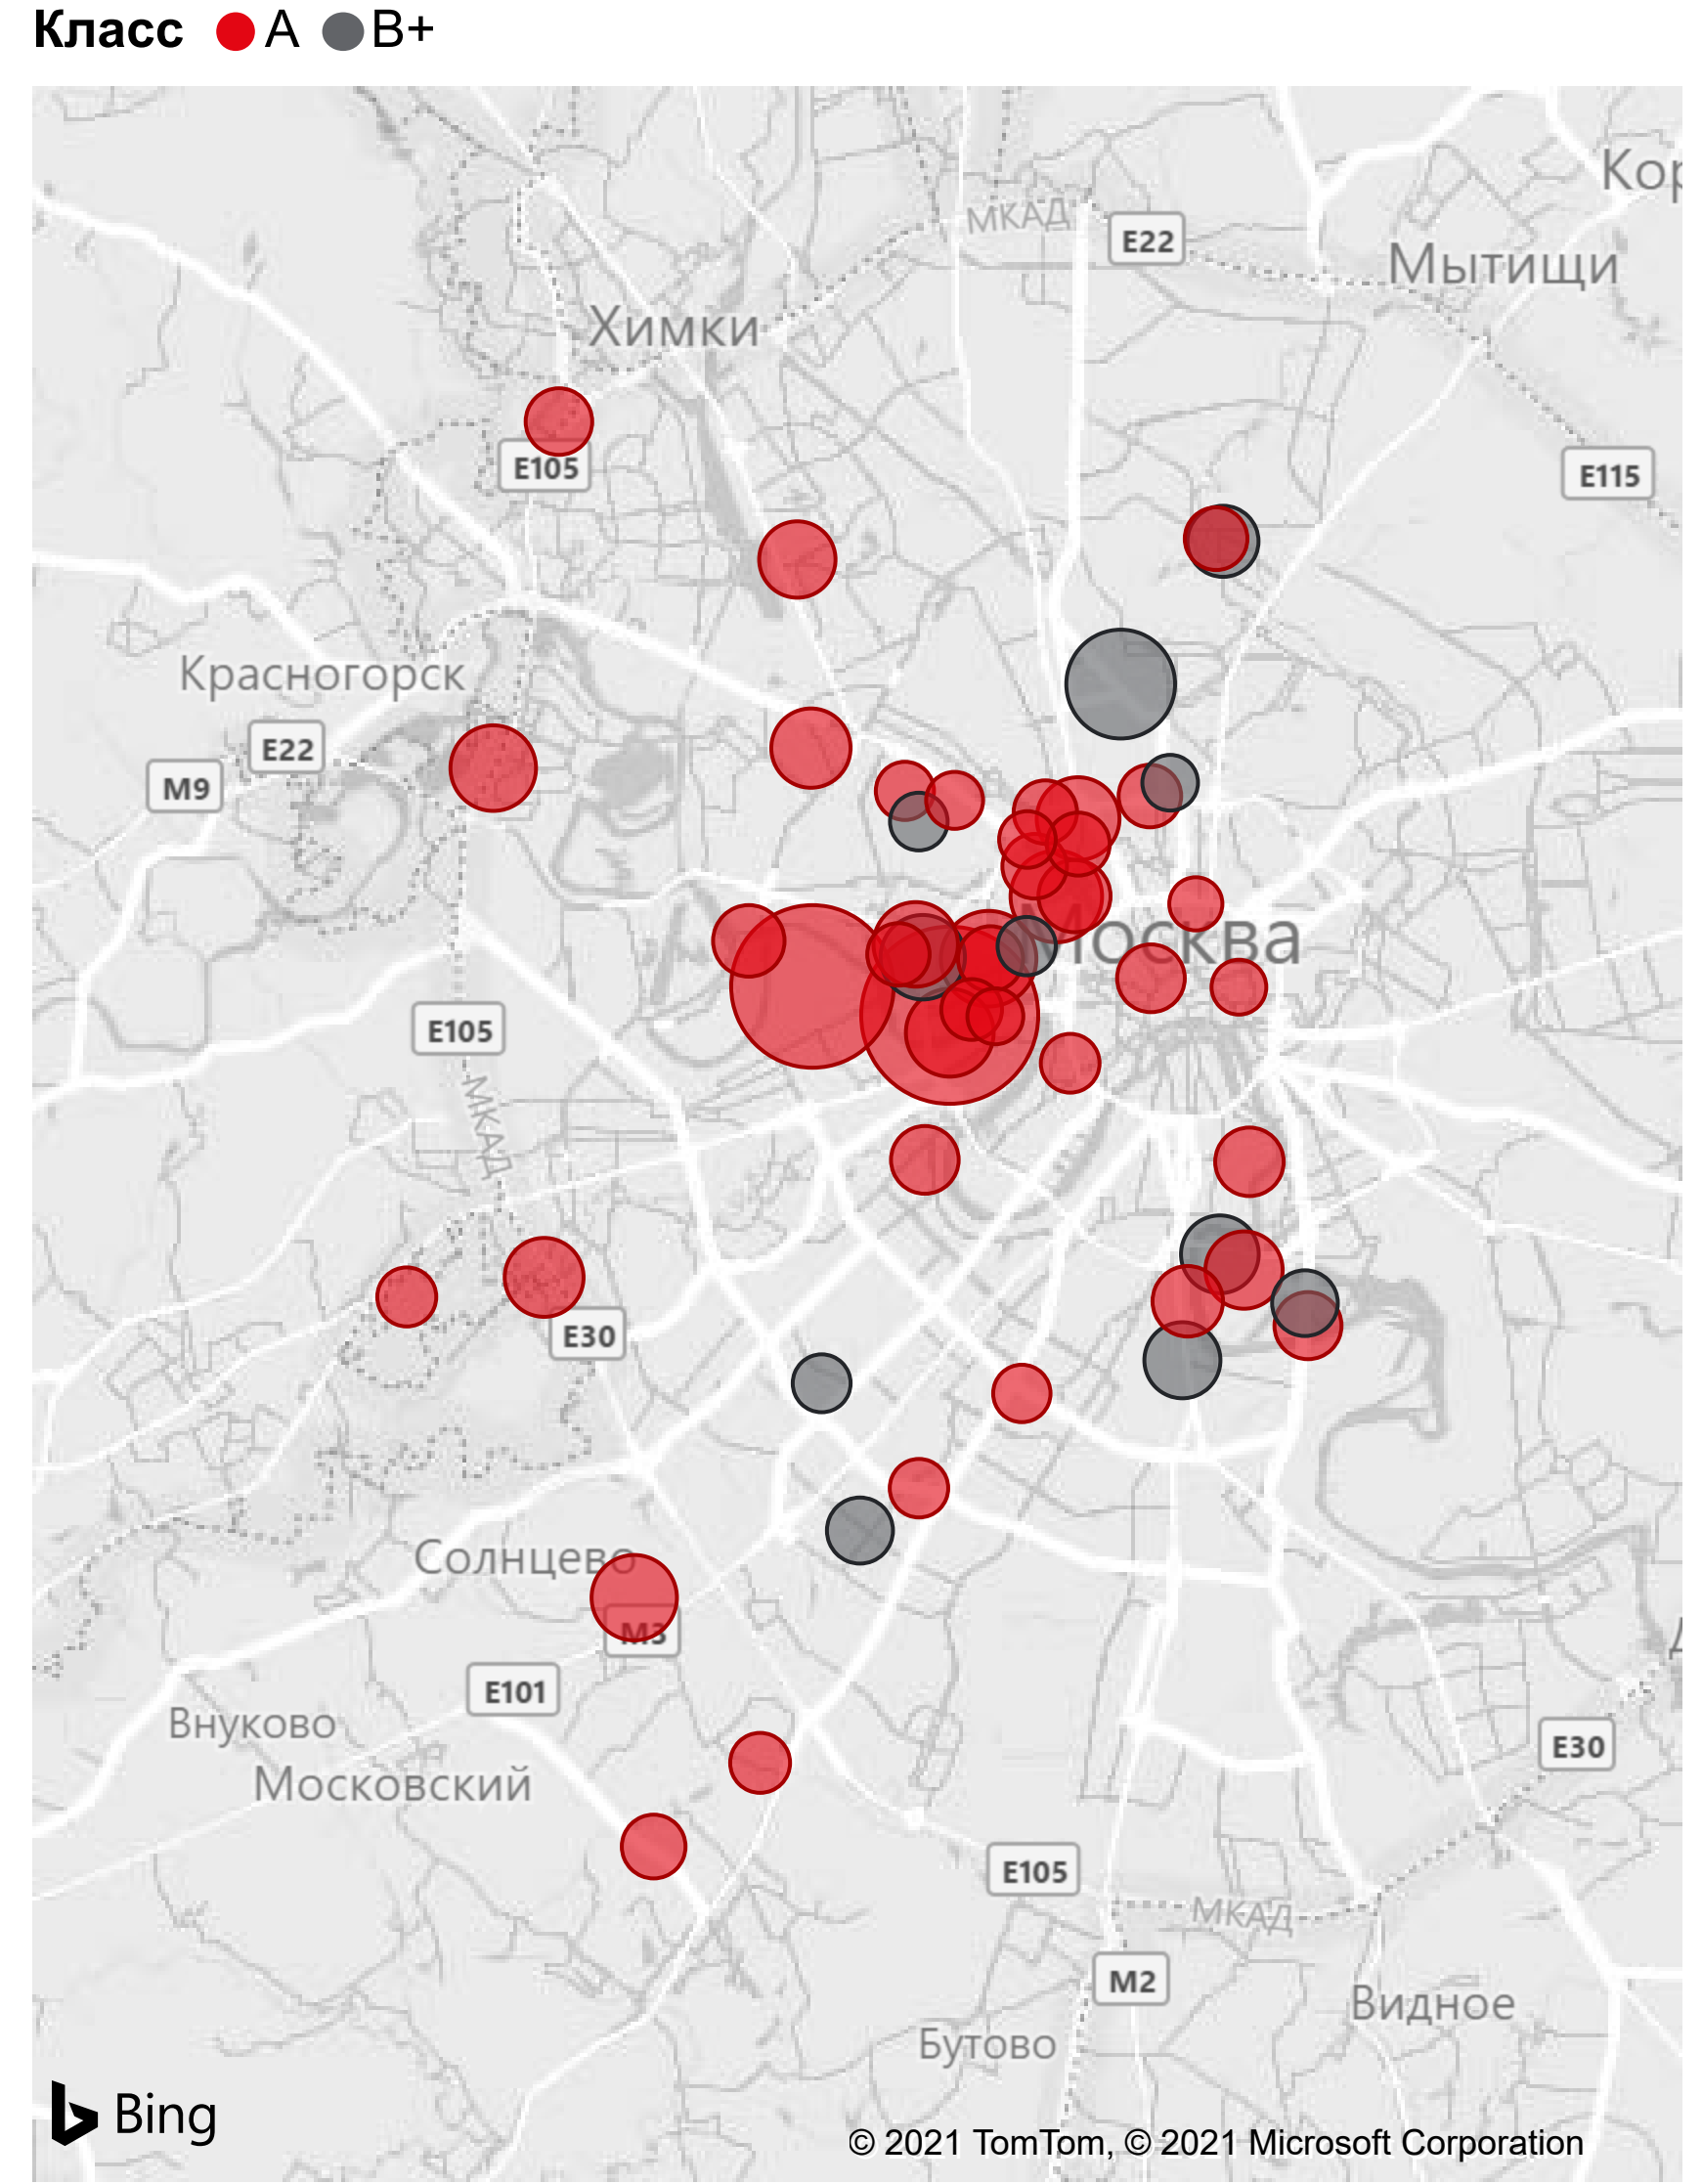 Класс A B+
МКАД
E22
Кор
Мытищи
Химки
E105
E115
Красногорск
E22
M9
Москва
E105
МКАД
E30
Солнцево
M3
E101
Внуково
E30
Московский
E105
МКАД
M2
Видное
Бутово
Bing
© 2021 TomTom, © 2021 Microsoft Corporation